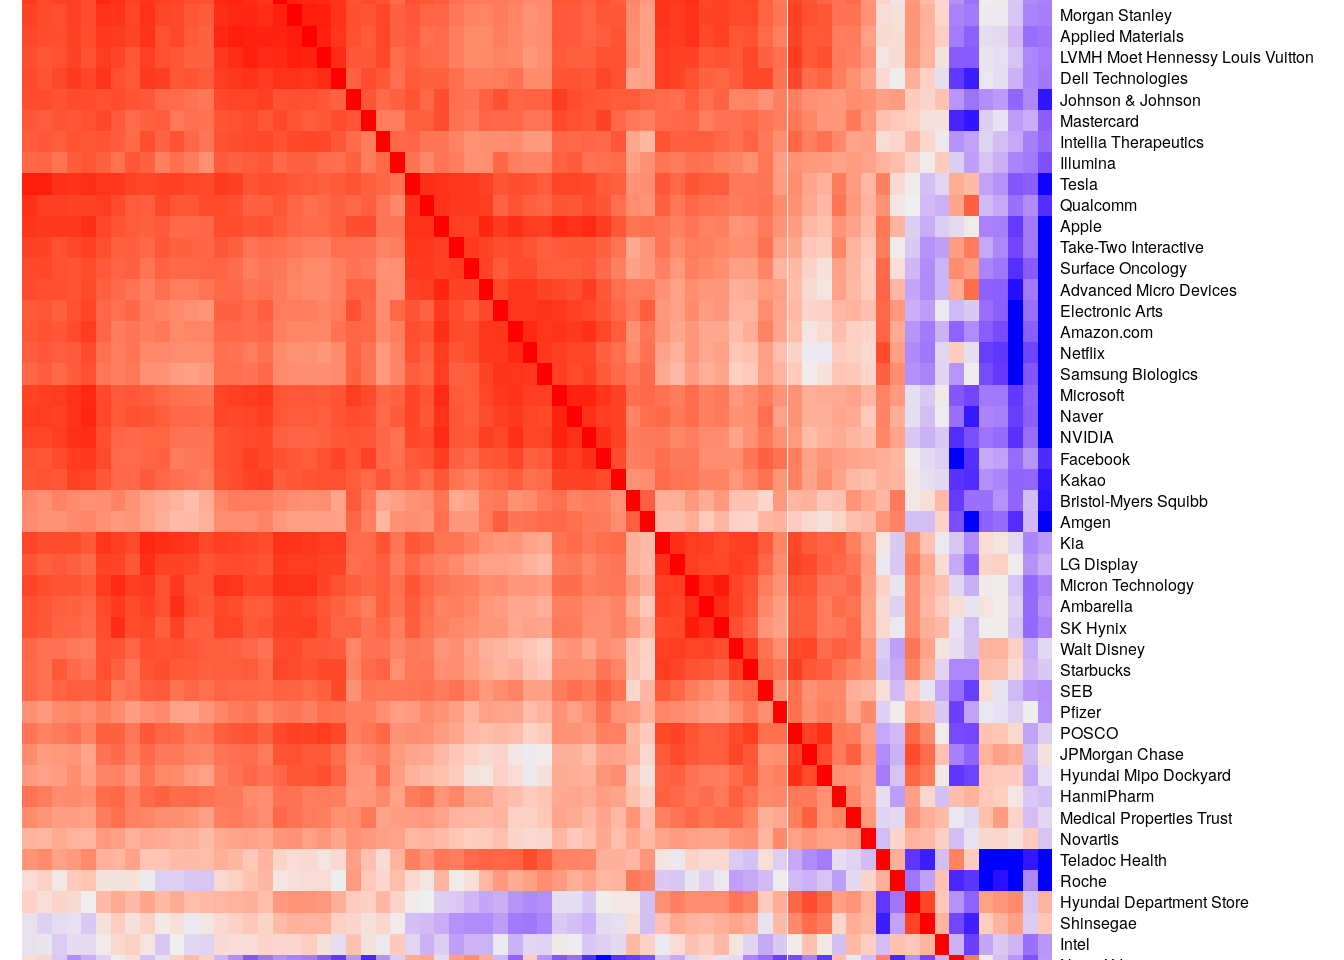 Morgan Stanley
Applied Materials
LVMH Moet Hennessy Louis Vuitton
Dell Technologies
Johnson & Johnson
Mastercard
Intellia Therapeutics
Illumina
Tesla
Qualcomm
Apple
Take-Two Interactive
Surface Oncology
Advanced Micro Devices
Electronic Arts
Amazon.com
Netflix
Samsung Biologics
Microsoft
Naver
NVIDIA
Facebook
Kakao
Bristol-Myers Squibb
Amgen
Kia
LG Display
Micron Technology
Ambarella
SK Hynix
Walt Disney
Starbucks
SEB
Pfizer
POSCO
JPMorgan Chase
Hyundai Mipo Dockyard
HanmiPharm
Medical Properties Trust
Novartis
Teladoc Health
Roche
Hyundai Department Store
Shinsegae
Intel